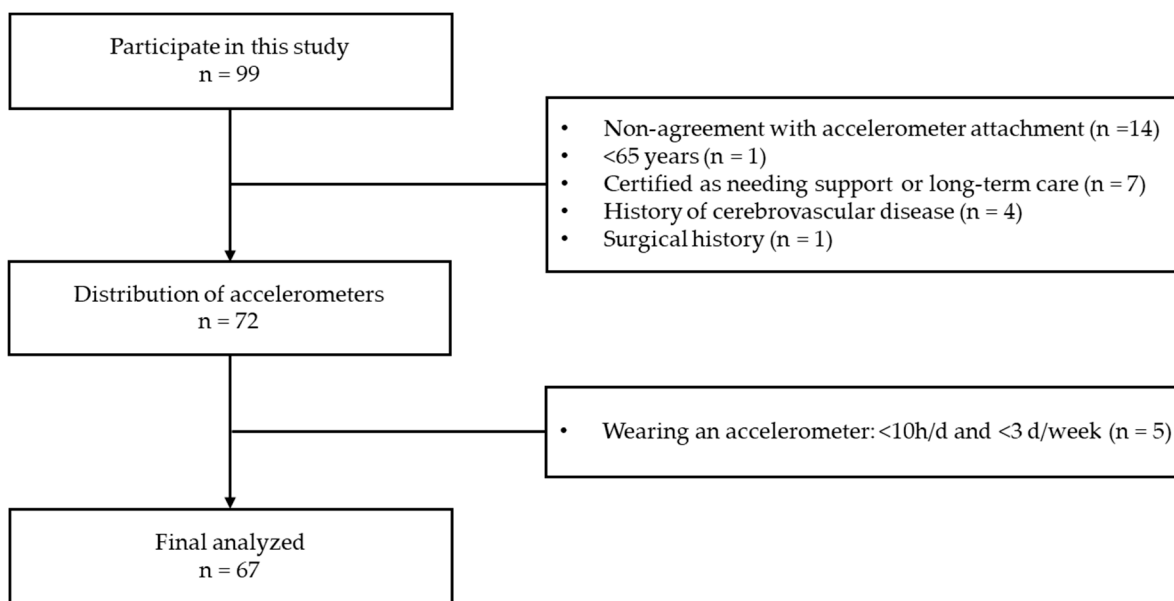 Participate in this study
n = 99
• Non-agreement with accelerometer attachment (n =14)
• <65 years (n = 1)
• Certified as needing support or long-term care (n = 7)
• History of cerebrovascular disease (n = 4)
• Surgical history (n = 1)
Distribution of accelerometers
n = 72
• Wearing an accelerometer: <10h/d and <3 d/week (n = 5)
Final analyzed
n = 67